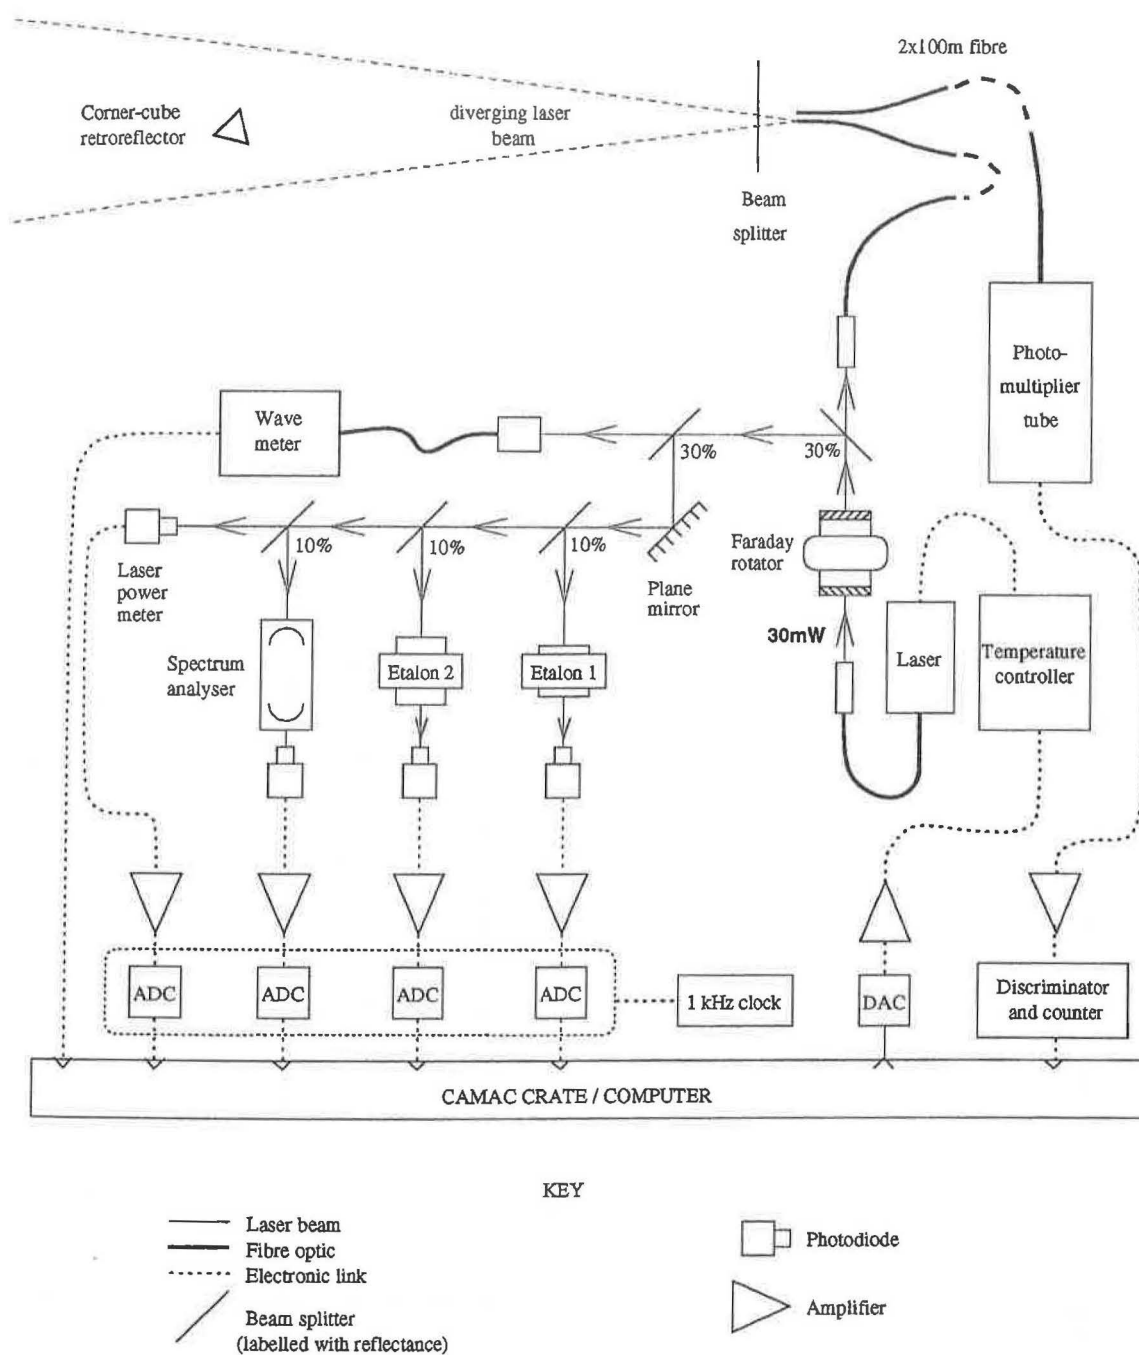 2x100m fibre
Corner-cube
retroreflector
diverging laser
beam
Beam
splitter
Photo-
multiplier
tube
Wave
meter
30%
30%
10%
10%
10%
Laser
power
meter
Plane
mirror
Faraday
rotator
30mW
Laser
Temperature
controller
Spectrum
analyser
Etalon 2
Etalon 1
ADC
ADC
ADC
ADC
1 kHz clock
DAC
Discriminator
and counter
CAMAC CRATE / COMPUTER
KEY
Laser beam
Fibre optic
Electronic link
Beam splitter
(labelled with reflectance)
Photodiode
Amplifier